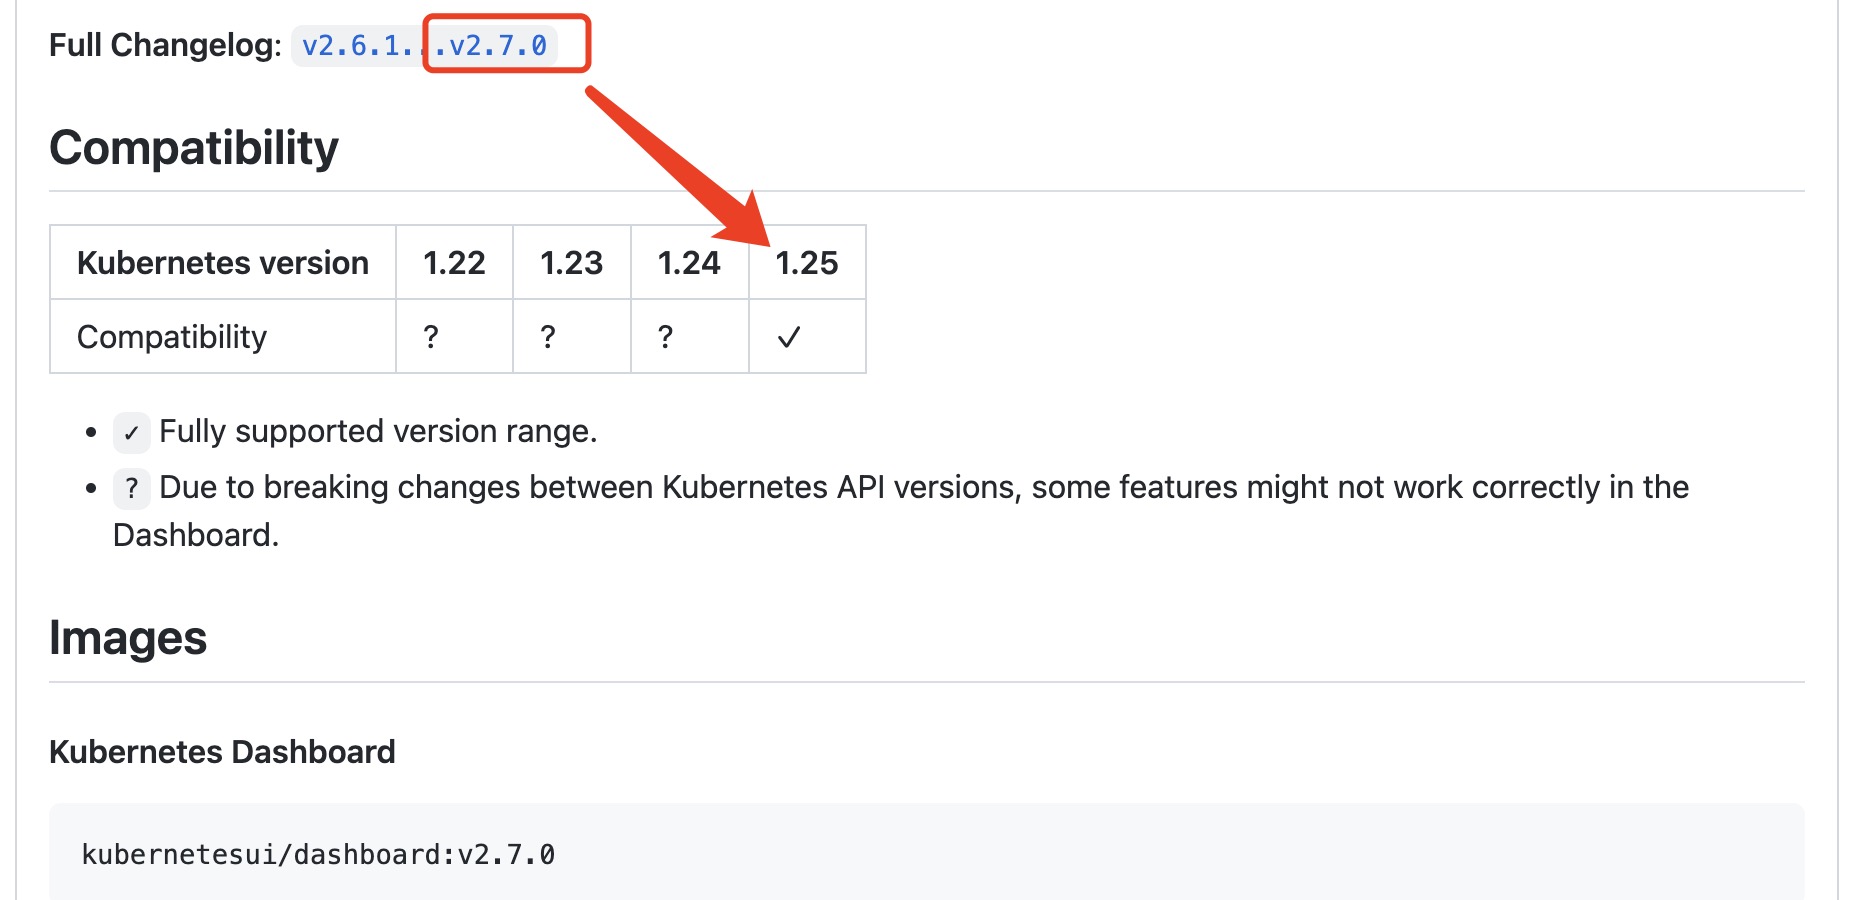 Full Changelog: v2.6.1...v2.7.0
Compatibility
Kubernetes version 1.22 1.23 1.24 1.25
Compatibility ? ? ? ✓
• ✓ Fully supported version range.
• ? Due to breaking changes between Kubernetes API versions, some features might not work correctly in the
Dashboard.
Images
Kubernetes Dashboard
kubernetesui/dashboard:v2.7.0